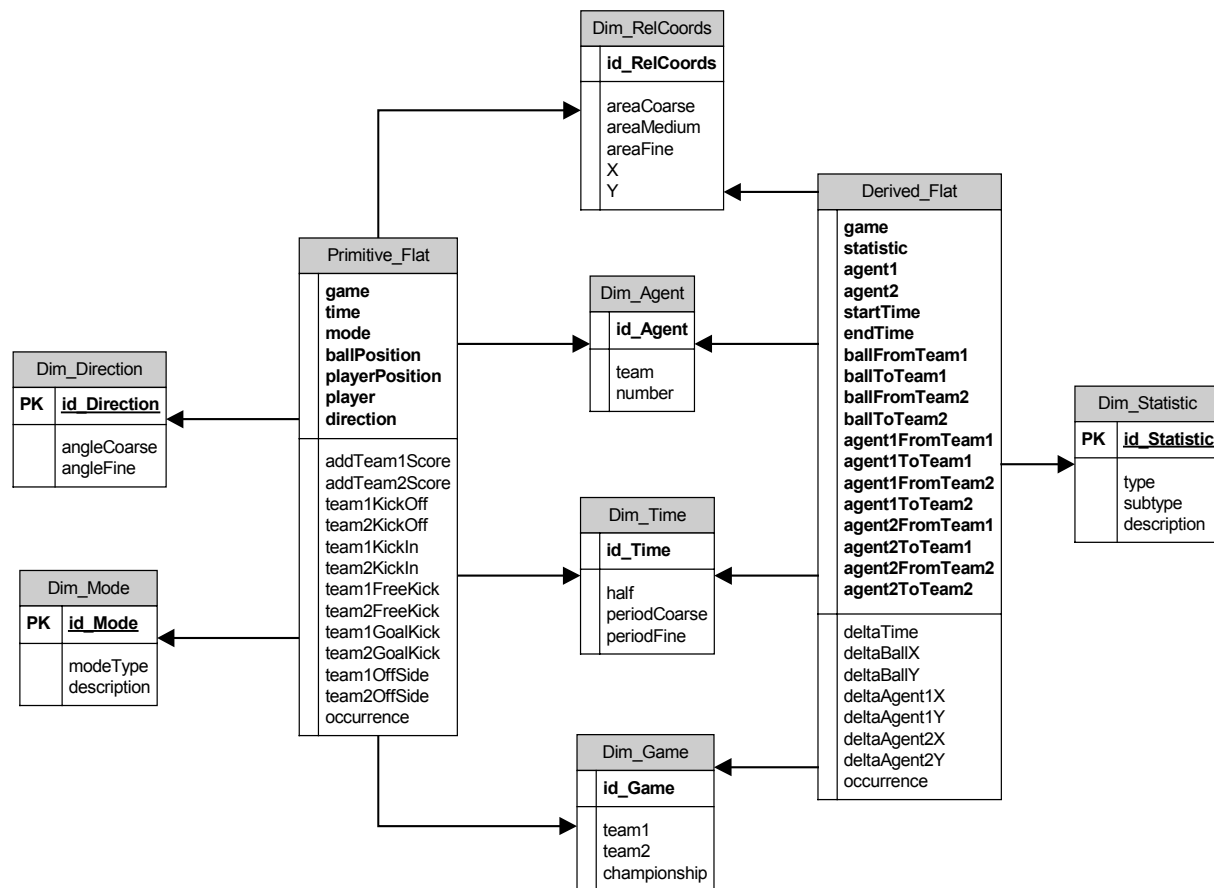 Dim_RelCoords
id_RelCoords
areaCoarse
areaMedium
areaFine
X
Y
Primitive_Flat
game
time
mode
ballPosition
playerPosition
player
direction
addTeam1Score
addTeam2Score
team1KickOff
team2KickOff
team1KickIn
team2KickIn
team1FreeKick
team2FreeKick
team1GoalKick
team2GoalKick
team1OffSide
team2OffSide
occurrence
Derived_Flat
game
statistic
agent1
agent2
startTime
endTime
ballFromTeam1
ballToTeam1
ballFromTeam2
ballToTeam2
agent1FromTeam1
agent1ToTeam1
agent1FromTeam2
agent1ToTeam2
agent2FromTeam1
agent2ToTeam1
agent2FromTeam2
agent2ToTeam2
deltaTime
deltaBallX
deltaBallY
deltaAgent1X
deltaAgent1Y
deltaAgent2X
deltaAgent2Y
occurrence
Dim_Agent
id_Agent
team
number
Dim_Direction
PK id_Direction
angleCoarse
angleFine
Dim_Statistic
PK id_Statistic
type
subtype
description
Dim_Time
id_Time
half
periodCoarse
periodFine
Dim_Mode
PK id_Mode
modeType
description
Dim_Game
id_Game
team1
team2
championship